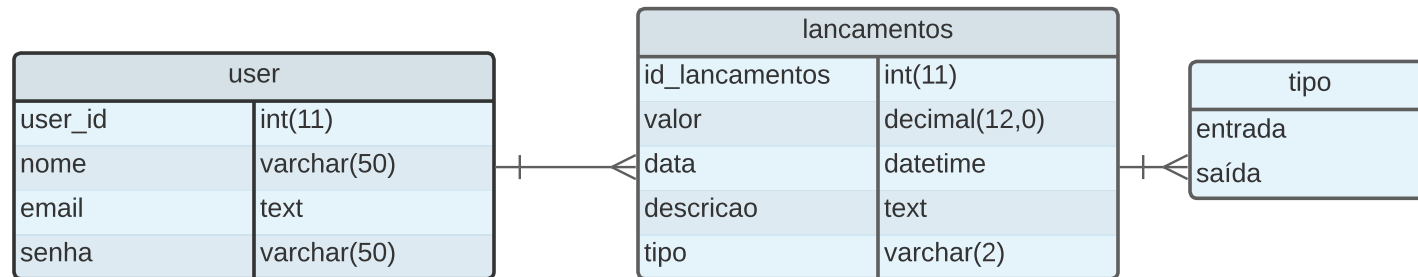 user
user_id int(11)
nome varchar(50)
email text
senha varchar(50)
lancamentos
id_lancamentos int(11)
valor decimal(12,0)
data datetime
descricao text
tipo varchar(2)
tipo
entrada
saída